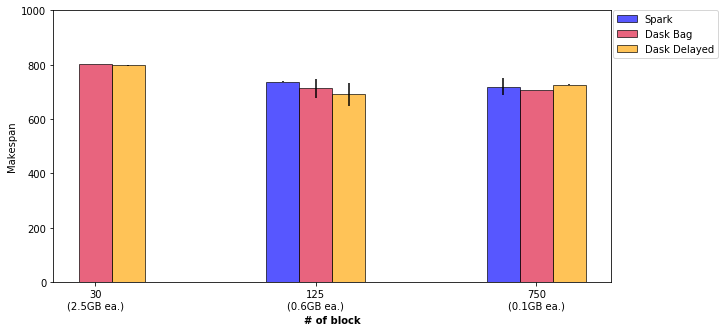 Spark
Dask Bag
Dask Delayed
Makespan
1000
800
600
400
200
0
30
(2.5GB ea.)
125
(0.6GB ea.)
750
(0.1GB ea.)
# of block